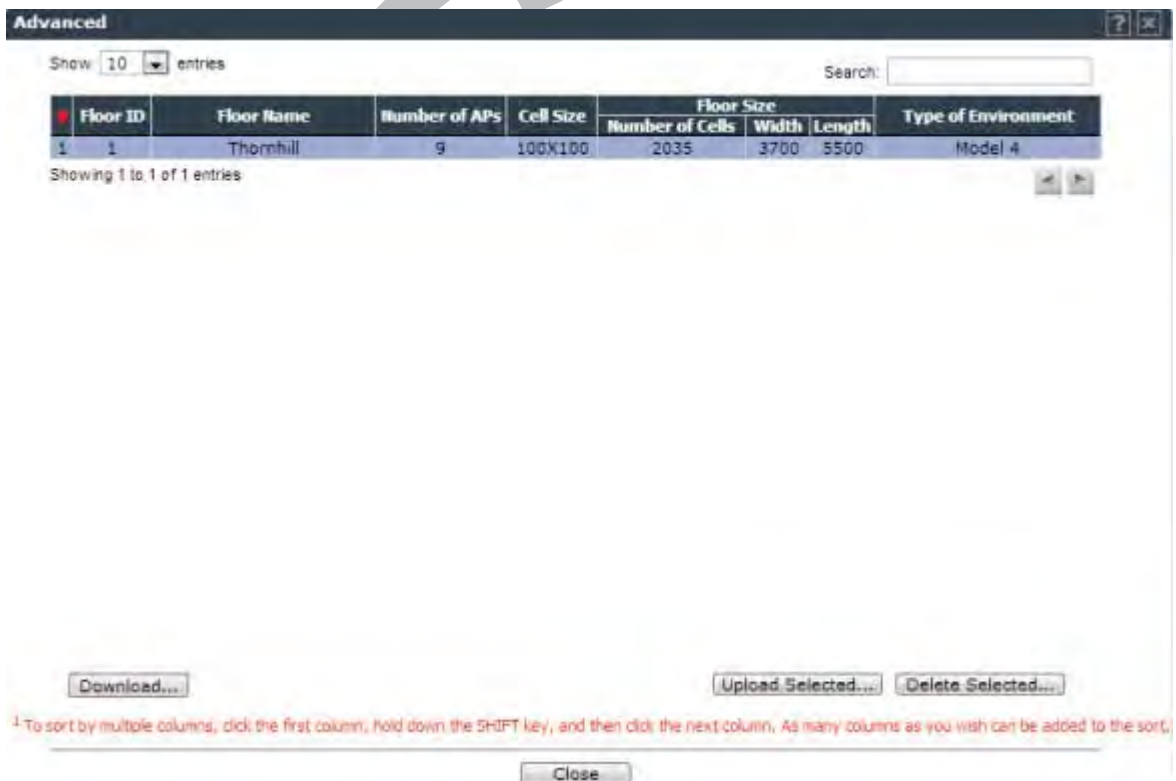 Advanced
Show 10 entries
Search:
Floor ID Floor Name Number of APs Cell Size Floor Size Type of Environment
Number of Cells Width Length
1 1 Thornhill 9 100X100 2035 3700 5500 Model 4
Showing 1 to 1 of 1 entries
Download... Upload Selected... Delete Selected...
1 To sort by multiple columns, click the first column, hold down the SHIFT key, and then click the next column. As many columns as you wish can be added to the sort.
Close